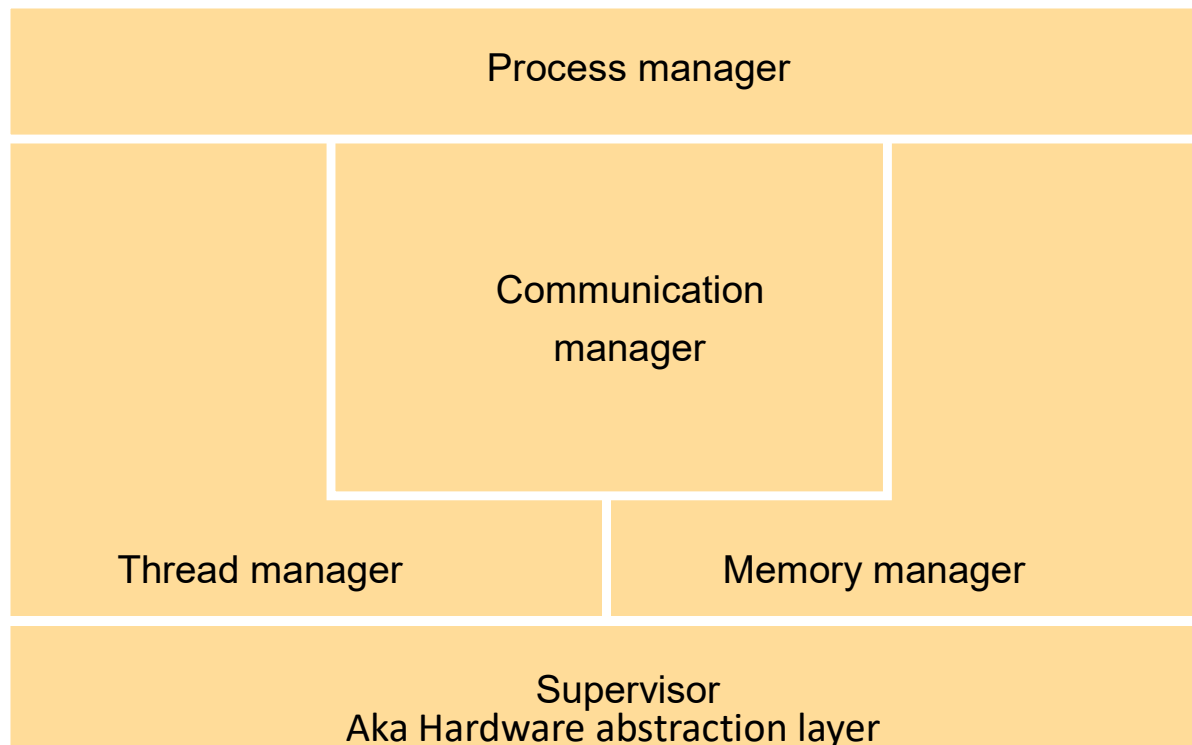 Process manager
Communication
manager
Thread manager
Memory manager
Supervisor
Aka Hardware abstraction layer